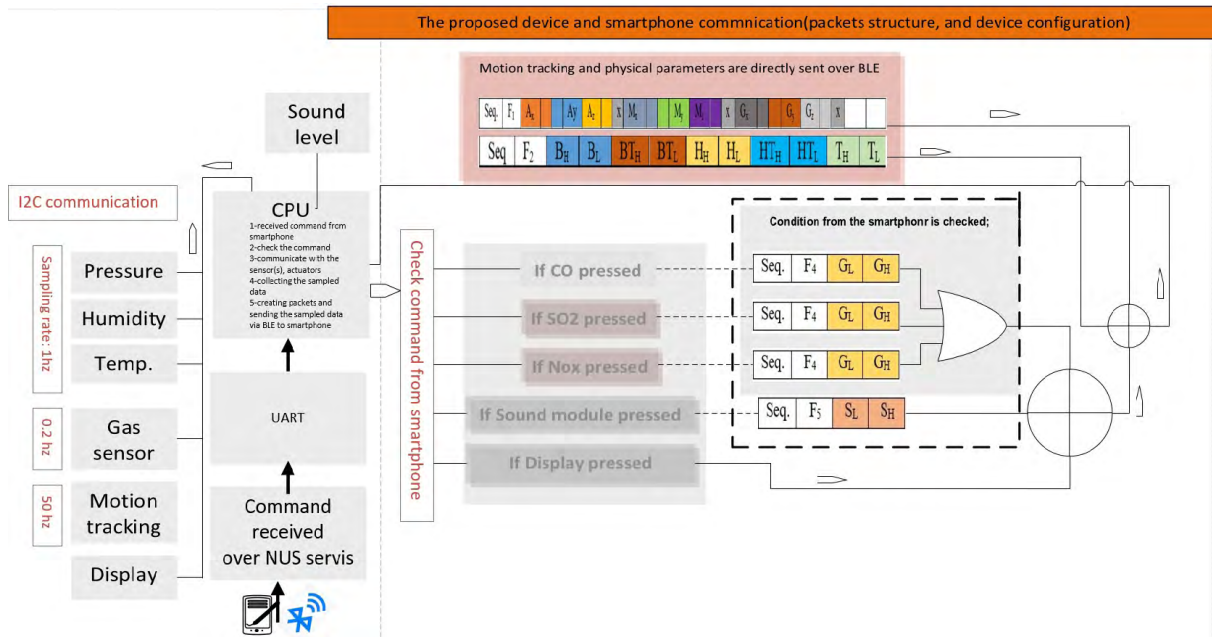 The proposed device and smartphone commnication(packets structure, and device configuration)
Motion tracking and physical parameters are directly sent over BLE
Seq. F1 Ax Ay Az x Mx My Mz x Gx Gy Gz x
Seq F2 BH BL BTH BTL HH HL HTH HTL TH TL
Sound
level
I2C communication
Sampling rate: 1hz
0.2 hz
50 hz
Pressure
Humidity
Temp.
Gas
sensor
Motion
tracking
Display
CPU
1-received command from
smartphone
2-check the command
3-communicate with the
sensor(s), actuators
4-collecting the sampled
data
5-creating packets and
sending the sampled data
via BLE to smartphone
UART
Command
received
over NUS servis
Check command from smartphone
If CO pressed
If SO2 pressed
If Nox pressed
If Sound module pressed
If Display pressed
Condition from the smartphonr is checked;
Seq. F4 GL GH
Seq. F4 GL GH
Seq. F4 GL GH
Seq. F5 SL SH